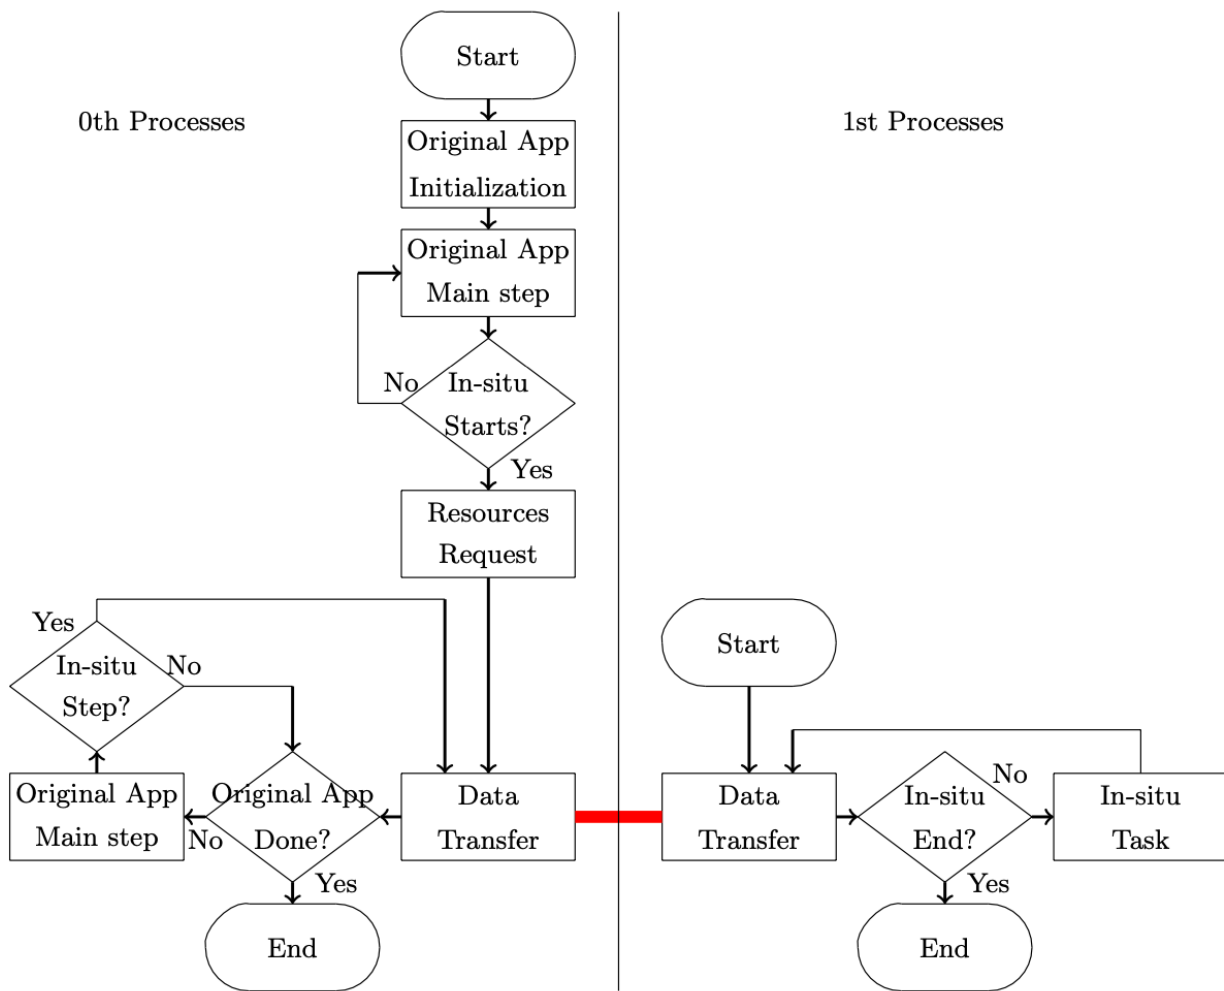 Start
0th Processes
1st Processes
Original App
Initialization
Original App
Main step
No
In-situ
Starts?
Yes
Resources
Request
Yes
In-situ
Step?
No
Start
Original App
Main step
No
Original App
Done?
Yes
Data
Transfer
Data
Transfer
In-situ
End?
No
Yes
In-situ
Task
End
End